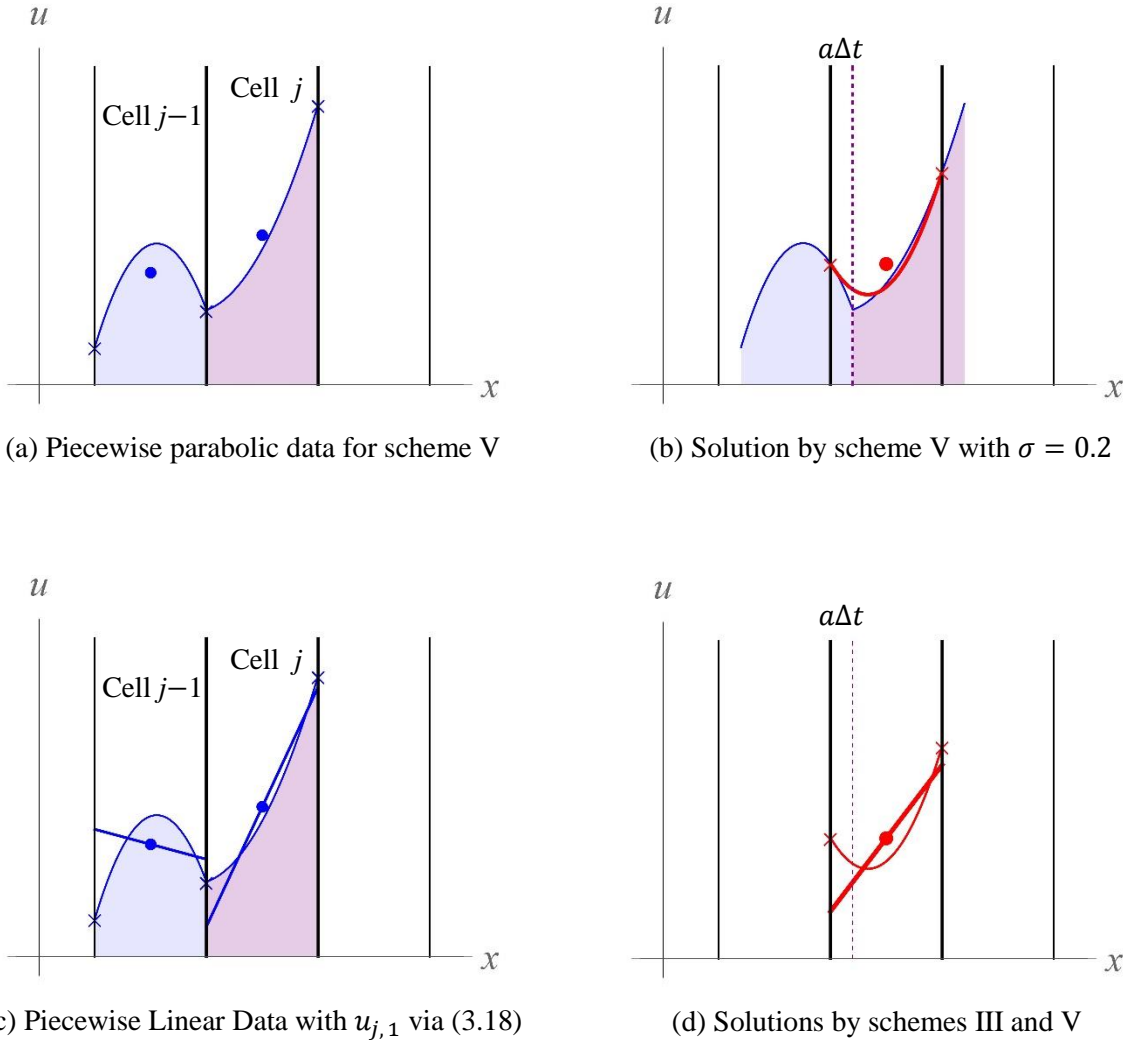 u
u
aΔt
Cell j
Cell j−1
x
x
(a) Piecewise parabolic data for scheme V
(b) Solution by scheme V with σ = 0.2
u
u
aΔt
Cell j
Cell j−1
x
x
c) Piecewise Linear Data with u_{j, 1} via (3.18)
(d) Solutions by schemes III and V